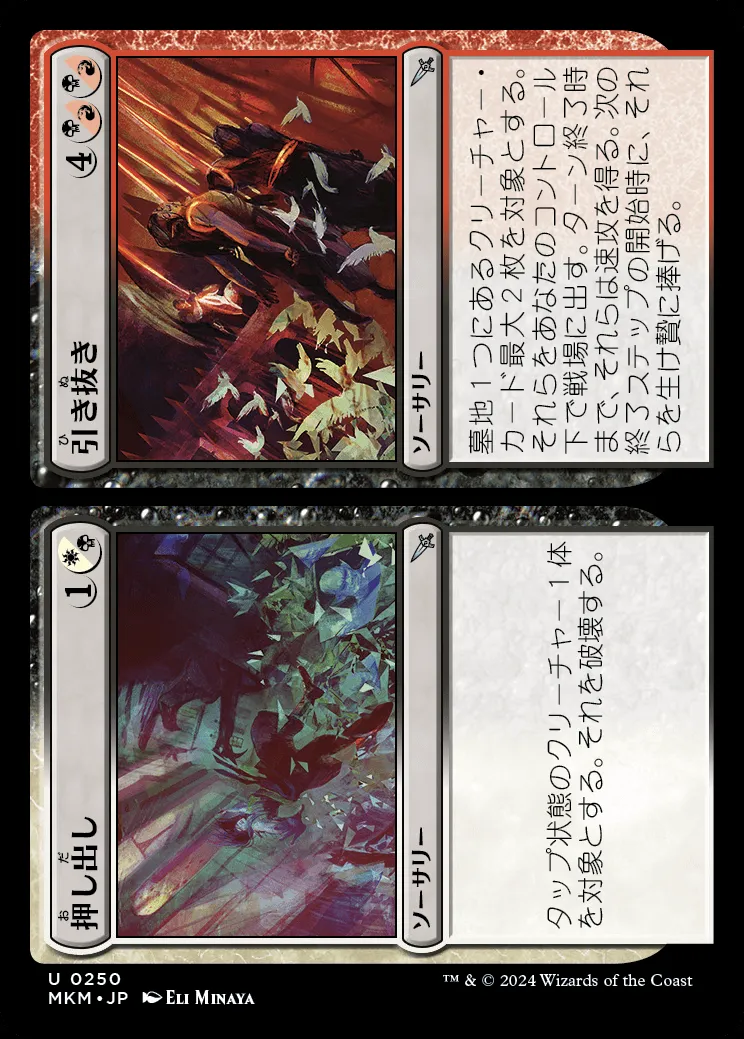 押し出し
お だ
1
ソーサリー
タップ状態のクリーチャー1体
を対象とする。それを破壊する。
引き抜き
ひ ぬ
4
ソーサリー
墓地1つにあるクリーチャー・
カード最大2枚を対象とする。
それらをあなたのコントロール
下で戦場に出す。ターン終了時
まで、それらは速攻を得る。次の
終了ステップの開始時に、それ
らを生け贄に捧げる。
U 0250
MKM • JP Eli Minaya
™ & © 2024 Wizards of the Coast